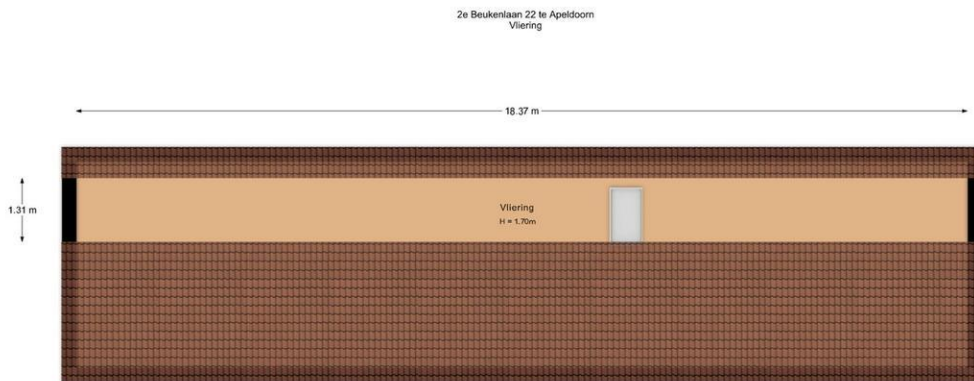 2e Beukenlaan 22 te Apeldoorn
Vliering
18.37 m
1.31 m
Vliering
H = 1.70m